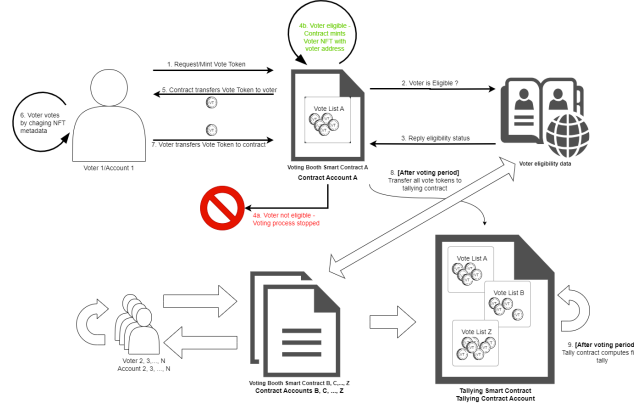 4b. Voter eligible -
Contract mints
Voter NFT with
voter address
1. Request/Mint Vote Token
2. Voter is Eligible ?
5. Contract transfers Vote Token to voter
VT
Vote List A
6. Voter votes
by chaging NFT
metadata
VT
7. Voter transfers Vote Token to contract
3. Reply eligibility status
Voter 1/Account 1
Voting Booth Smart Contract A
Contract Account A
Voter eligibility data
8. [After voting period]
Transfer all vote tokens to
tallying contract
4a. Voter not eligible -
Voting process stopped
Vote List A
Vote List B
Vote List Z
9. [After voting period
Tally contract computes fi
tally
Voter 2, 3,..., N
Account 2, 3, ..., N
Voting Booth Smart Contract B, C,..., Z
Contract Accounts B, C, ..., Z
Tallying Smart Contract
Tallying Contract Account